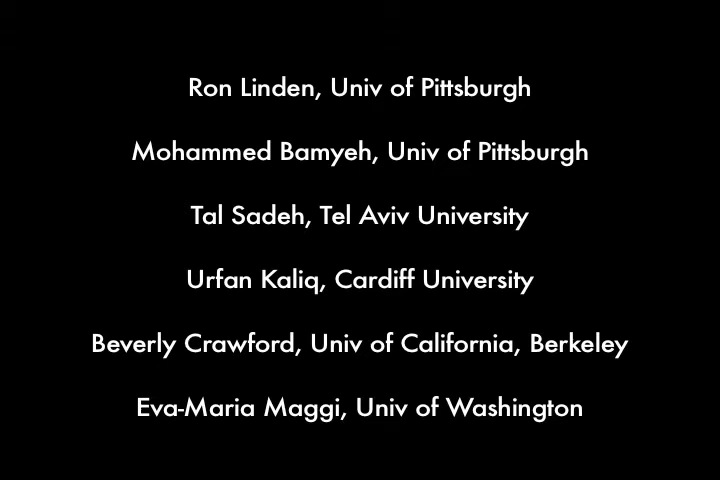 Ron Linden, Univ of Pittsburgh
Mohammed Bamyeh, Univ of Pittsburgh
Tal Sadeh, Tel Aviv University
Urfan Kaliq, Cardiff University
Beverly Crawford, Univ of California, Berkeley
Eva-Maria Maggi, Univ of Washington